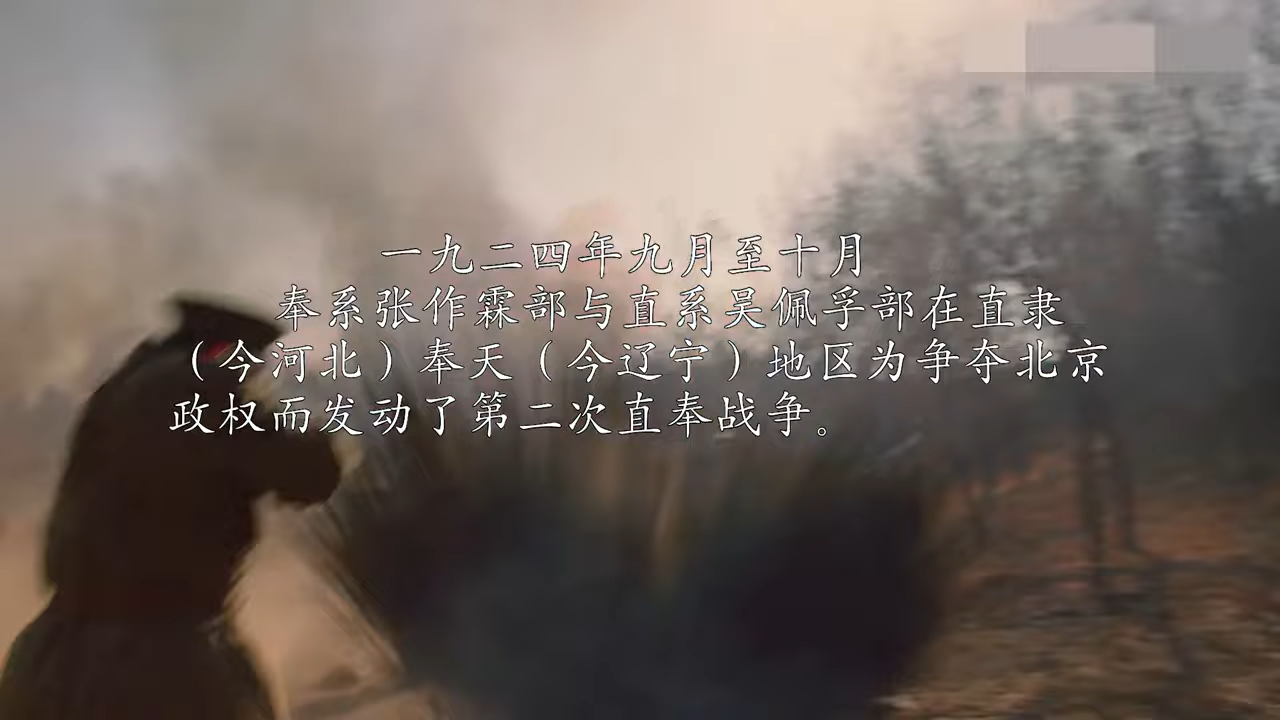 一九二四年九月至十月
奉系张作霖部与直系吴佩孚部在直隶
（今河北）奉天（今辽宁）地区为争夺北京
政权而发动了第二次直奉战争。